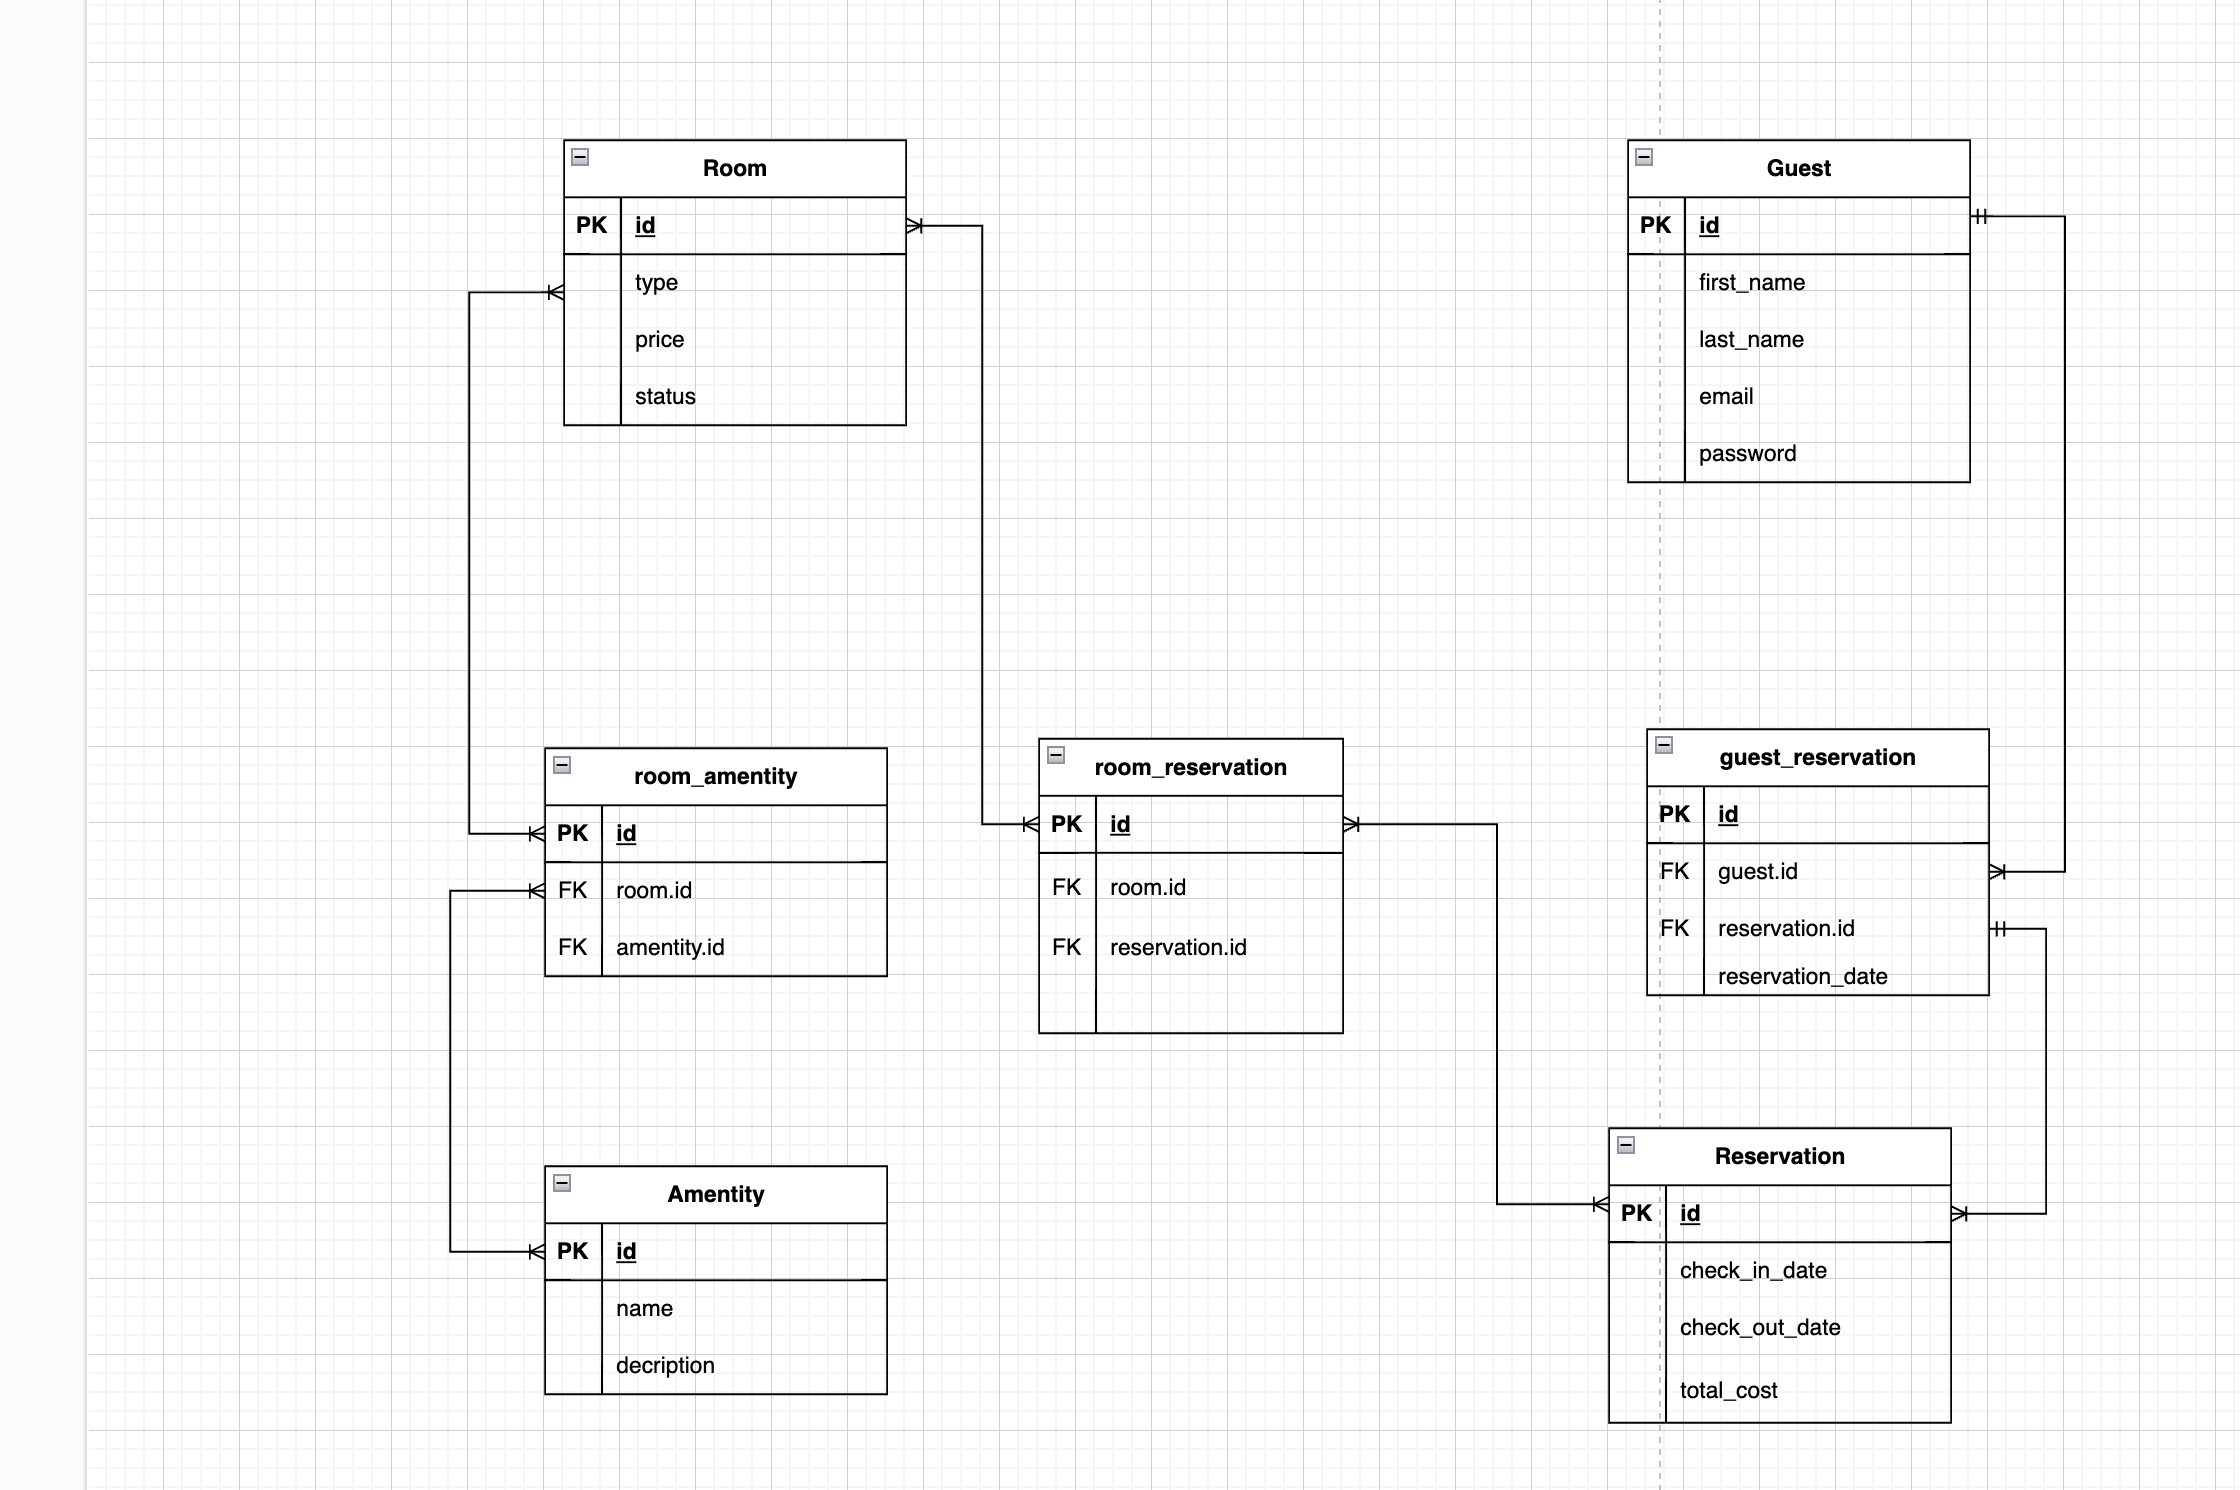 Room
PK id
type
price
status
Guest
PK id
first_name
last_name
email
password
room_amentity
PK id
FK room.id
FK amentity.id
room_reservation
PK id
FK room.id
FK reservation.id
guest_reservation
PK id
FK guest.id
FK reservation.id
reservation_date
Amentity
PK id
name
decription
Reservation
PK id
check_in_date
check_out_date
total_cost